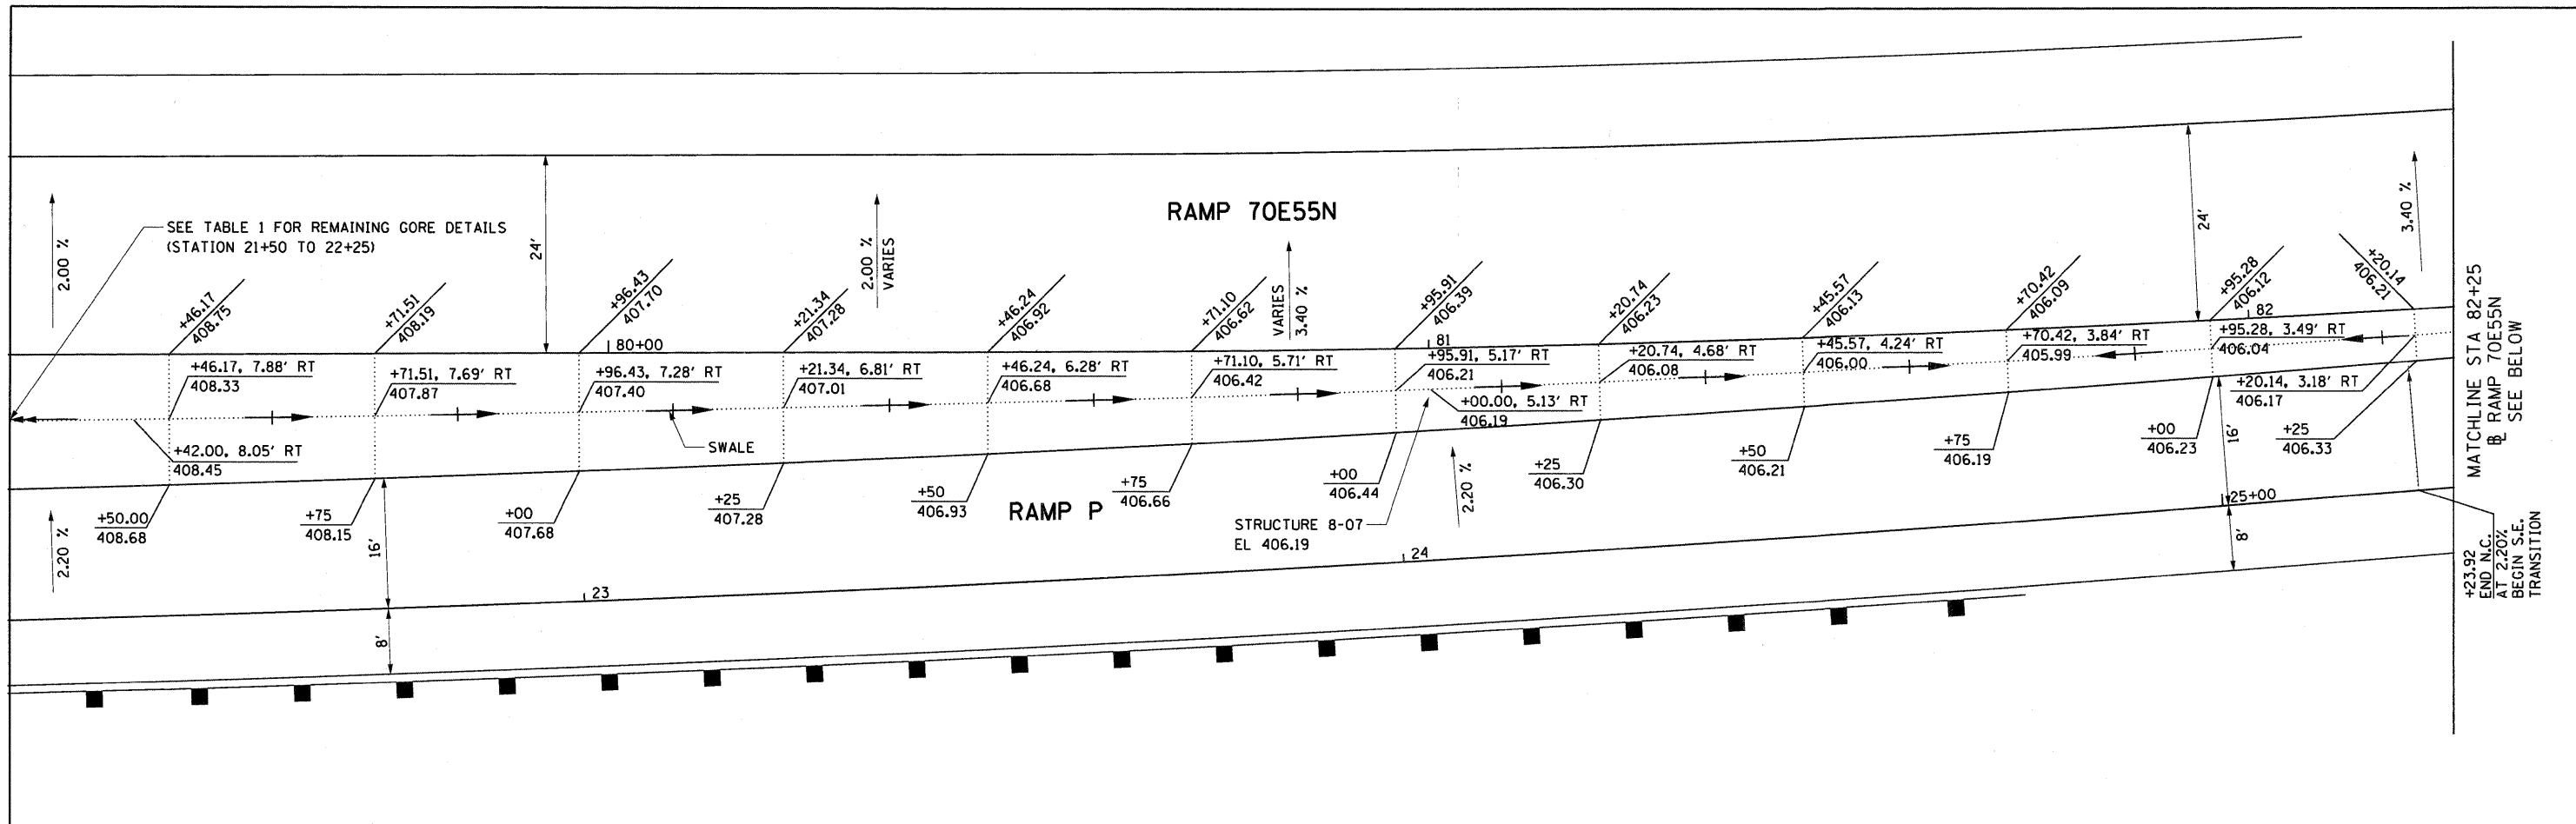 RAMP 70E55N
SEE TABLE 1 FOR REMAINING GORE DETAILS
(STATION 21+50 TO 22+25)
2.00 %
24'
2.00 %
VARIES
VARIES
3.40 %
24'
3.40 %
+46.17
408.75
+71.51
408.19
+96.43
407.70
+21.34
407.28
+46.24
406.92
+71.10
406.62
+95.91
406.39
+20.74
406.23
+45.57
406.13
+70.42
406.09
+95.28
406.12
+20.14
406.21
80+00
81
82
+46.17, 7.88' RT
408.33
+71.51, 7.69' RT
407.87
+96.43, 7.28' RT
407.40
+21.34, 6.81' RT
407.01
+46.24, 6.28' RT
406.68
+71.10, 5.71' RT
406.42
+95.91, 5.17' RT
406.21
+20.74, 4.68' RT
406.08
+45.57, 4.24' RT
406.00
+70.42, 3.84' RT
405.99
+95.28, 3.49' RT
406.04
+20.14, 3.18' RT
406.17
+42.00, 8.05' RT
408.45
SWALE
+00.00, 5.13' RT
406.19
+50.00
408.68
+75
408.15
+00
407.68
+25
407.28
+50
406.93
+75
406.66
+00
406.44
+25
406.30
+50
406.21
+75
406.19
+00
406.23
+25
406.33
RAMP P
STRUCTURE 8-07
EL 406.19
2.20 %
2.20 %
16'
16'
8'
8'
23
24
25+00
MATCHLINE STA 82+25
BL RAMP 70E55N
SEE BELOW
+23.92
END N.C.
AT 2.20%
BEGIN S.E.
TRANSITION